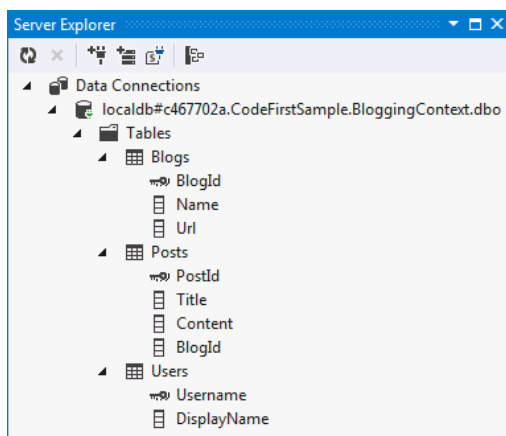 Server Explorer
Data Connections
localdb#c467702a.CodeFirstSample.BloggingContext.dbo
Tables
Blogs
BlogId
Name
Url
Posts
PostId
Title
Content
BlogId
Users
Username
DisplayName